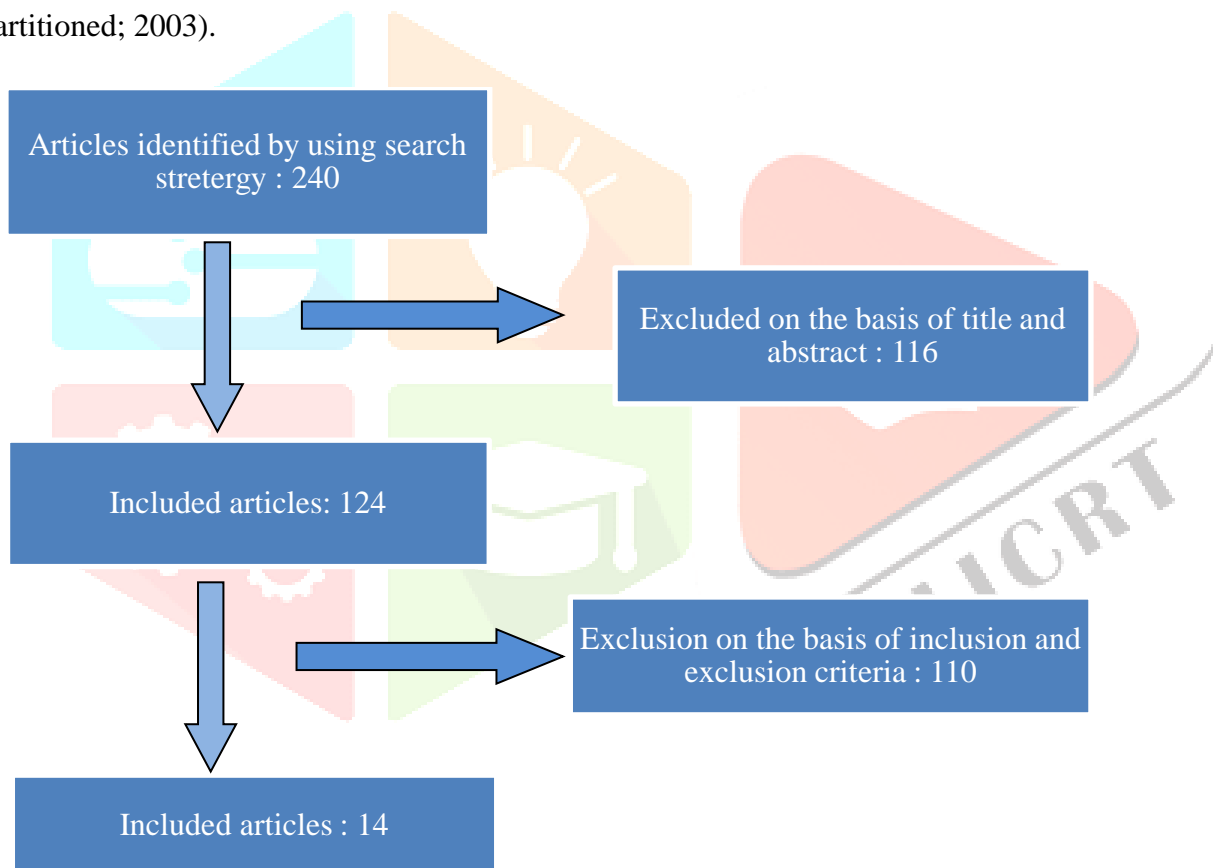 artitioned; 2003).
Articles identified by using search
stretergy : 240
Excluded on the basis of title and
abstract : 116
Included articles: 124
IJCRT
Exclusion on the basis of inclusion and
exclusion criteria : 110
Included articles : 14